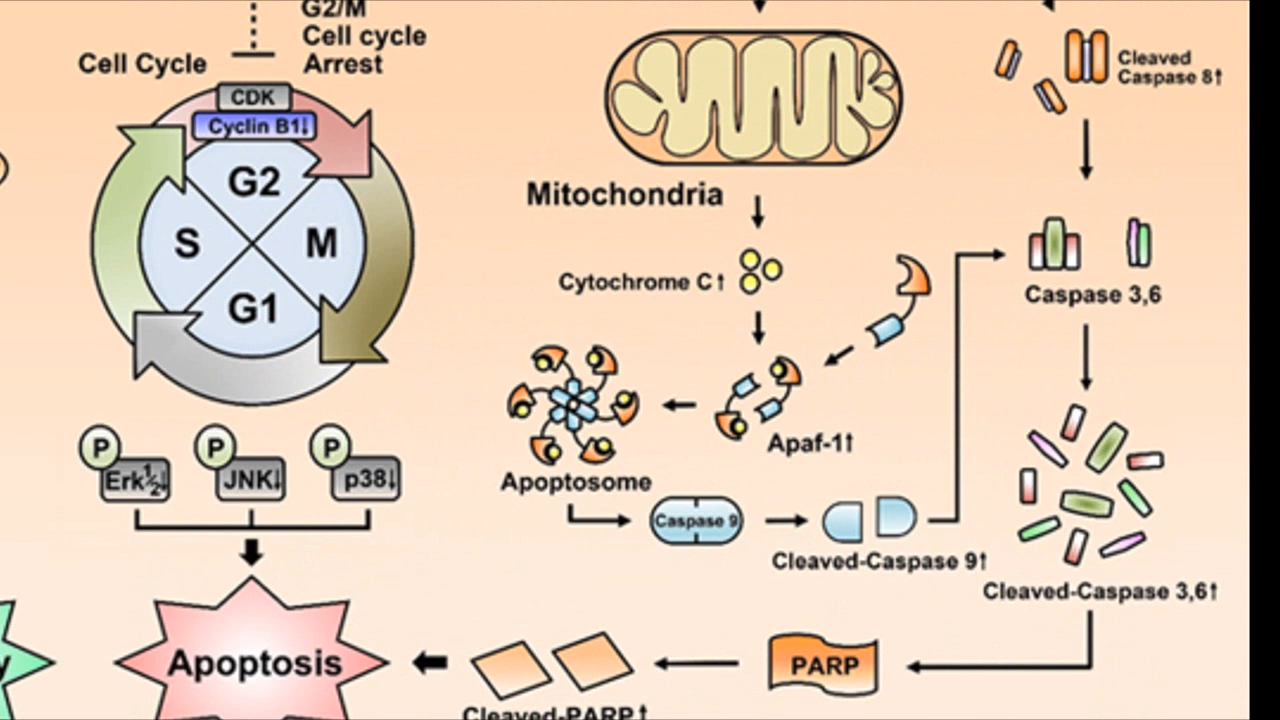 G2/M
Cell cycle
Arrest
Cell Cycle
CDK
Cyclin B1↓
G2
S
M
G1
P
P
P
Erk½↓
JNK↓
p38↓
Mitochondria
Cytochrome C↑
Apaf-1↑
Apoptosome
Caspase 9
Cleaved-Caspase 9↑
Cleaved
Caspase 8↑
Caspase 3,6
Cleaved-Caspase 3,6↑
PARP
Cleaved-PARP↑
Apoptosis
y